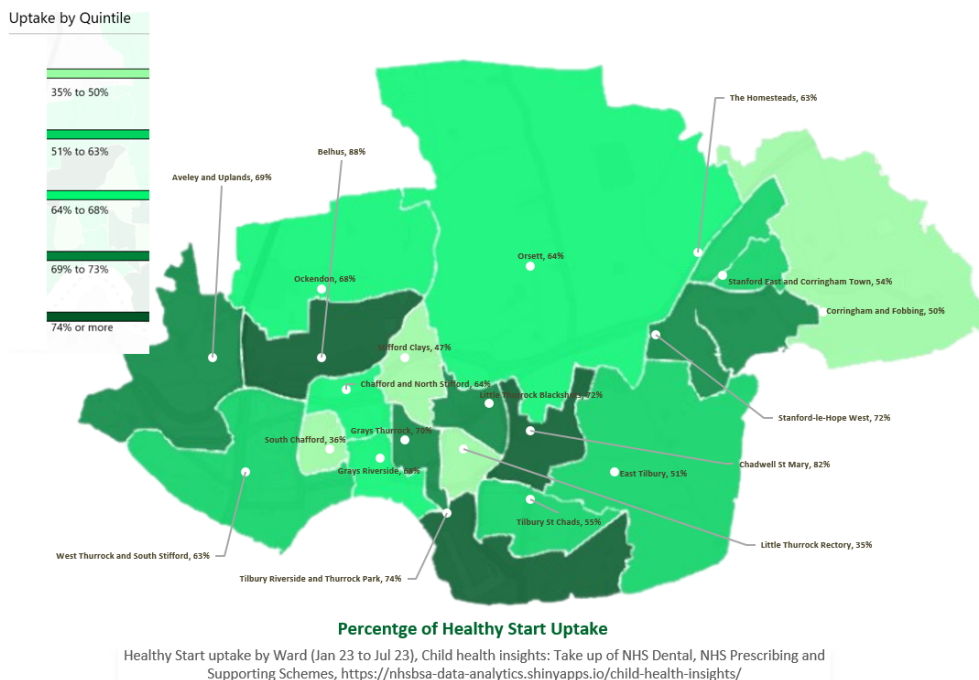 Uptake by Quintile
35% to 50%
51% to 63%
64% to 68%
69% to 73%
74% or more
The Homesteads, 63%
Belhus, 88%
Aveley and Uplands, 69%
Orsett, 64%
Ockendon, 68%
Stanford East and Corringham Town, 54%
Corringham and Fobbing, 50%
Stifford Clays, 47%
Chafford and North Stifford, 64%
Little Thurrock Blackshots, 72%
Stanford-le-Hope West, 72%
Grays Thurrock, 70%
South Chafford, 36%
Grays Riverside, 68%
East Tilbury, 51%
Chadwell St Mary, 82%
Tilbury St Chads, 55%
Little Thurrock Rectory, 35%
West Thurrock and South Stifford, 63%
Tilbury Riverside and Thurrock Park, 74%
Percentge of Healthy Start Uptake
Healthy Start uptake by Ward (Jan 23 to Jul 23), Child health insights: Take up of NHS Dental, NHS Prescribing and
Supporting Schemes, https://nhsbsa-data-analytics.shinyapps.io/child-health-insights/